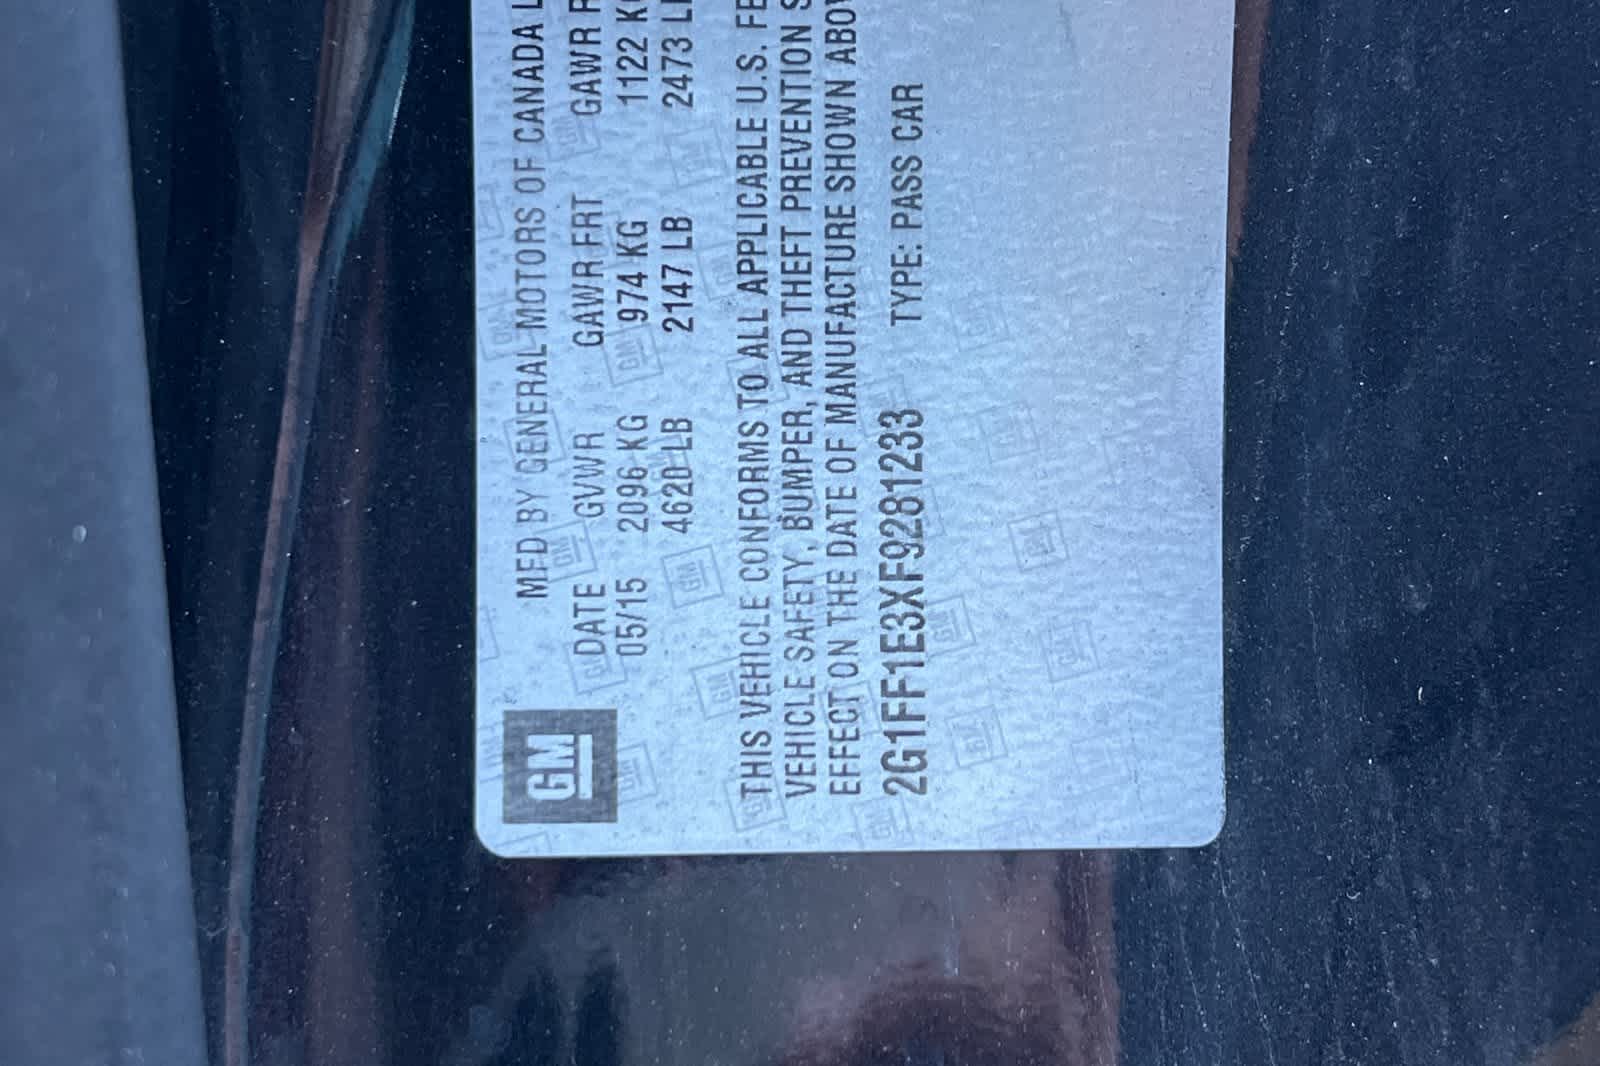 GM
MFD BY GENERAL MOTORS OF CANADA L
DATE GVWR GAWR FRT GAWR R
05/15 2096 KG 974 KG 1122 K
4620 LB 2147 LB 2473 L
THIS VEHICLE CONFORMS TO ALL APPLICABLE U.S. FE
VEHICLE SAFETY, BUMPER, AND THEFT PREVENTION S
EFFECT ON THE DATE OF MANUFACTURE SHOWN ABOV
2G1FF1E3XF9281233 TYPE: PASS CAR